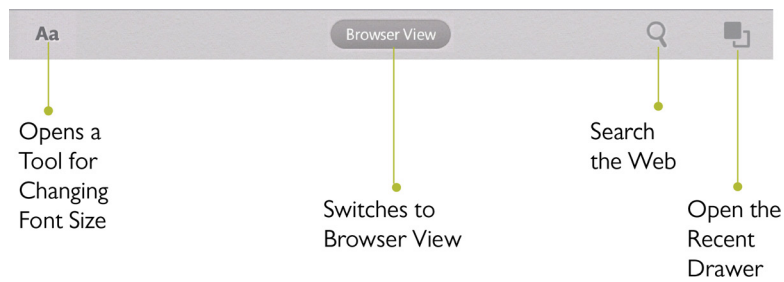 Aa
Browser View
Opens a
Tool for
Changing
Font Size
Switches to
Browser View
Search
the Web
Open the
Recent
Drawer